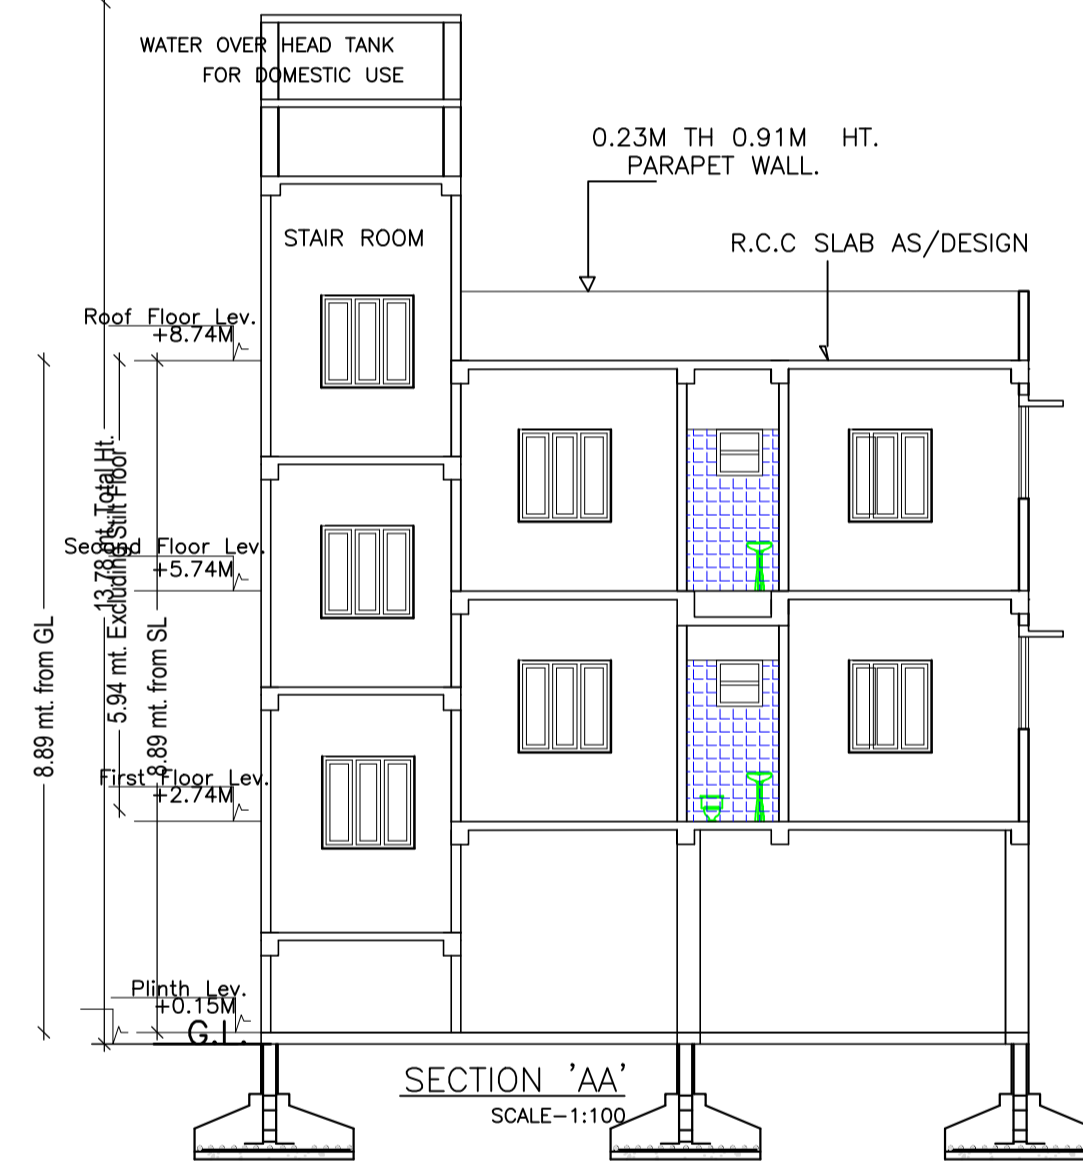 WATER OVER HEAD TANK
FOR DOMESTIC USE
0.23M TH 0.91M HT.
PARAPET WALL.
STAIR ROOM
R.C.C SLAB AS/DESIGN
Roof Floor Lev.
+8.74M
13.78 mt. Total Ht.
5.94 mt. Excluding Stilt Floor
Second Floor Lev.
+5.74M
8.89 mt. from GL
8.89 mt. from SL
First Floor Lev.
+2.74M
Plinth Lev.
+0.15M
G.L.
SECTION 'AA'
SCALE-1:100